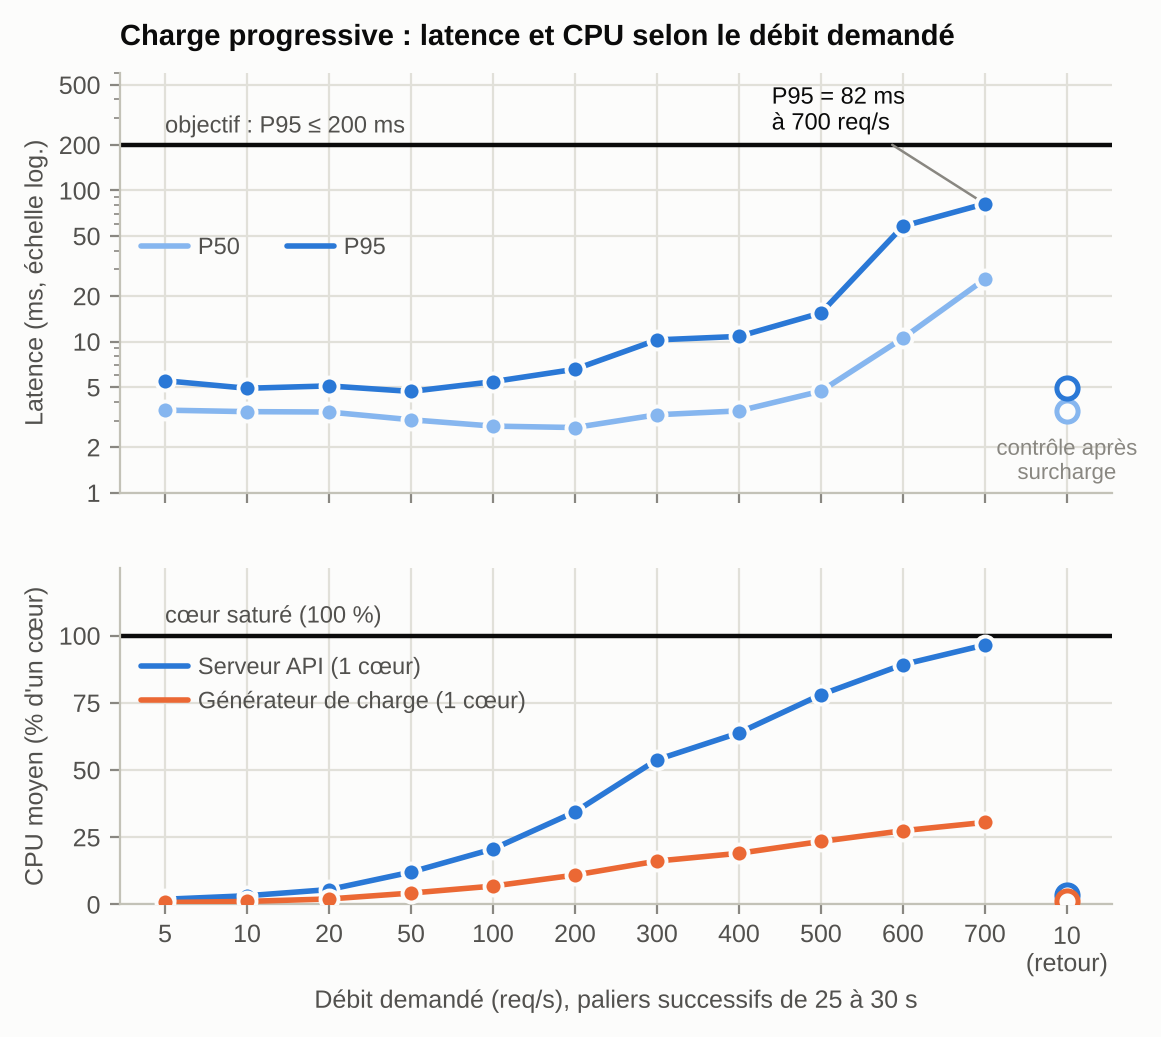 Charge progressive : latence et CPU selon le débit demandé
Latence (ms, échelle log.)
500
200
100
50
20
10
5
2
1
objectif : P95 ≤ 200 ms
P95 = 82 ms
à 700 req/s
P50
P95
contrôle après
surcharge
CPU moyen (% d'un cœur)
100
75
50
25
0
cœur saturé (100 %)
Serveur API (1 cœur)
Générateur de charge (1 cœur)
5 10 20 50 100 200 300 400 500 600 700 10
(retour)
Débit demandé (req/s), paliers successifs de 25 à 30 s